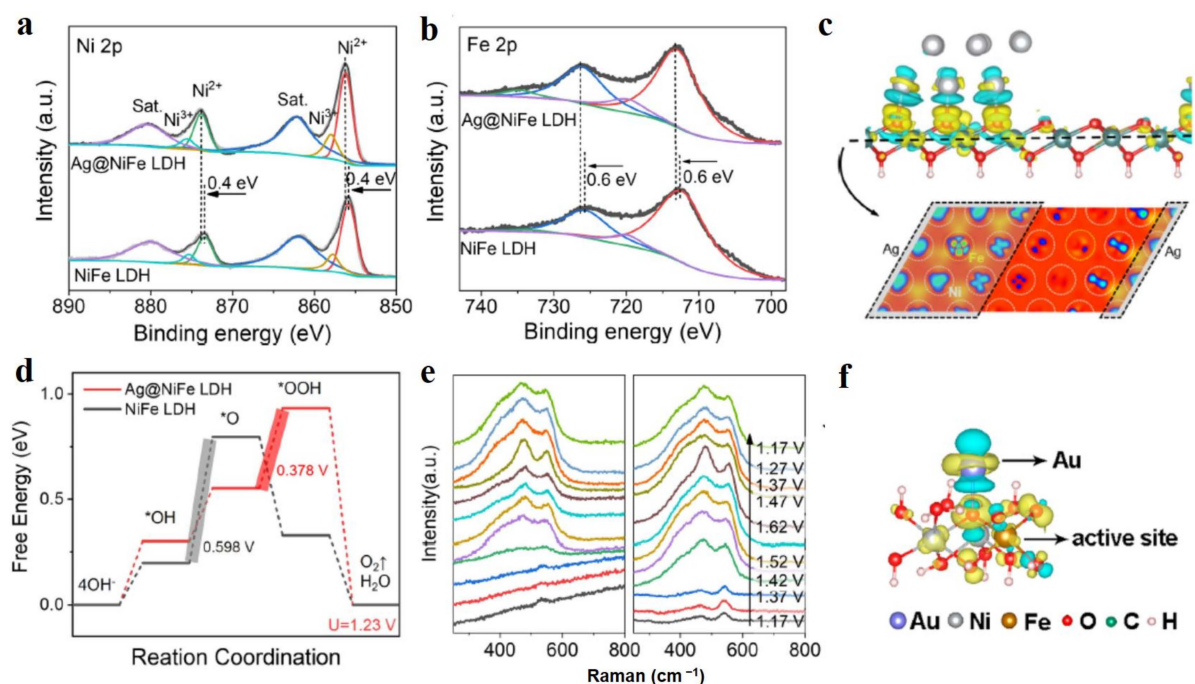 a
Ni 2p
Ni²⁺
Ni²⁺
Sat.
Ni³⁺
Sat.
Ni³⁺
Ag@NiFe LDH
0.4 eV
0.4 eV
NiFe LDH
Intensity (a.u.)
890 880 870 860 850
Binding energy (eV)
b
Fe 2p
Ag@NiFe LDH
0.6 eV
0.6 eV
NiFe LDH
Intensity (a.u.)
740 730 720 710 700
Binding energy (eV)
c
Ag
Fe
Ni
Ag
d
Ag@NiFe LDH
NiFe LDH
*OOH
*O
*OH
0.378 V
0.598 V
4OH⁻
O₂↑
H₂O
U=1.23 V
1.0
0.5
0.0
Free Energy (eV)
Reation Coordination
e
Intensity(a.u.)
1.17 V
1.27 V
1.37 V
1.47 V
1.62 V
1.52 V
1.42 V
1.37 V
1.17 V
400 600 800 400 600 800
Raman (cm⁻¹)
f
Au
active site
Au Ni Fe O C H